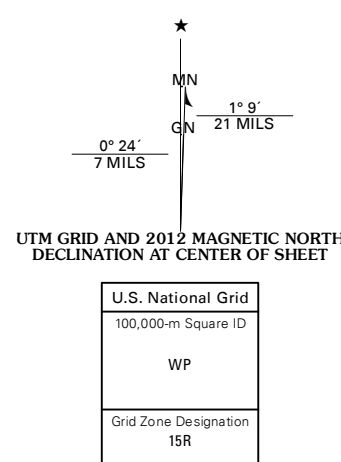 ★
MN
GN
1° 9´
21 MILS
0° 24´
7 MILS
UTM GRID AND 2012 MAGNETIC NORTH
DECLINATION AT CENTER OF SHEET
U.S. National Grid
100,000-m Square ID
WP
Grid Zone Designation
15R